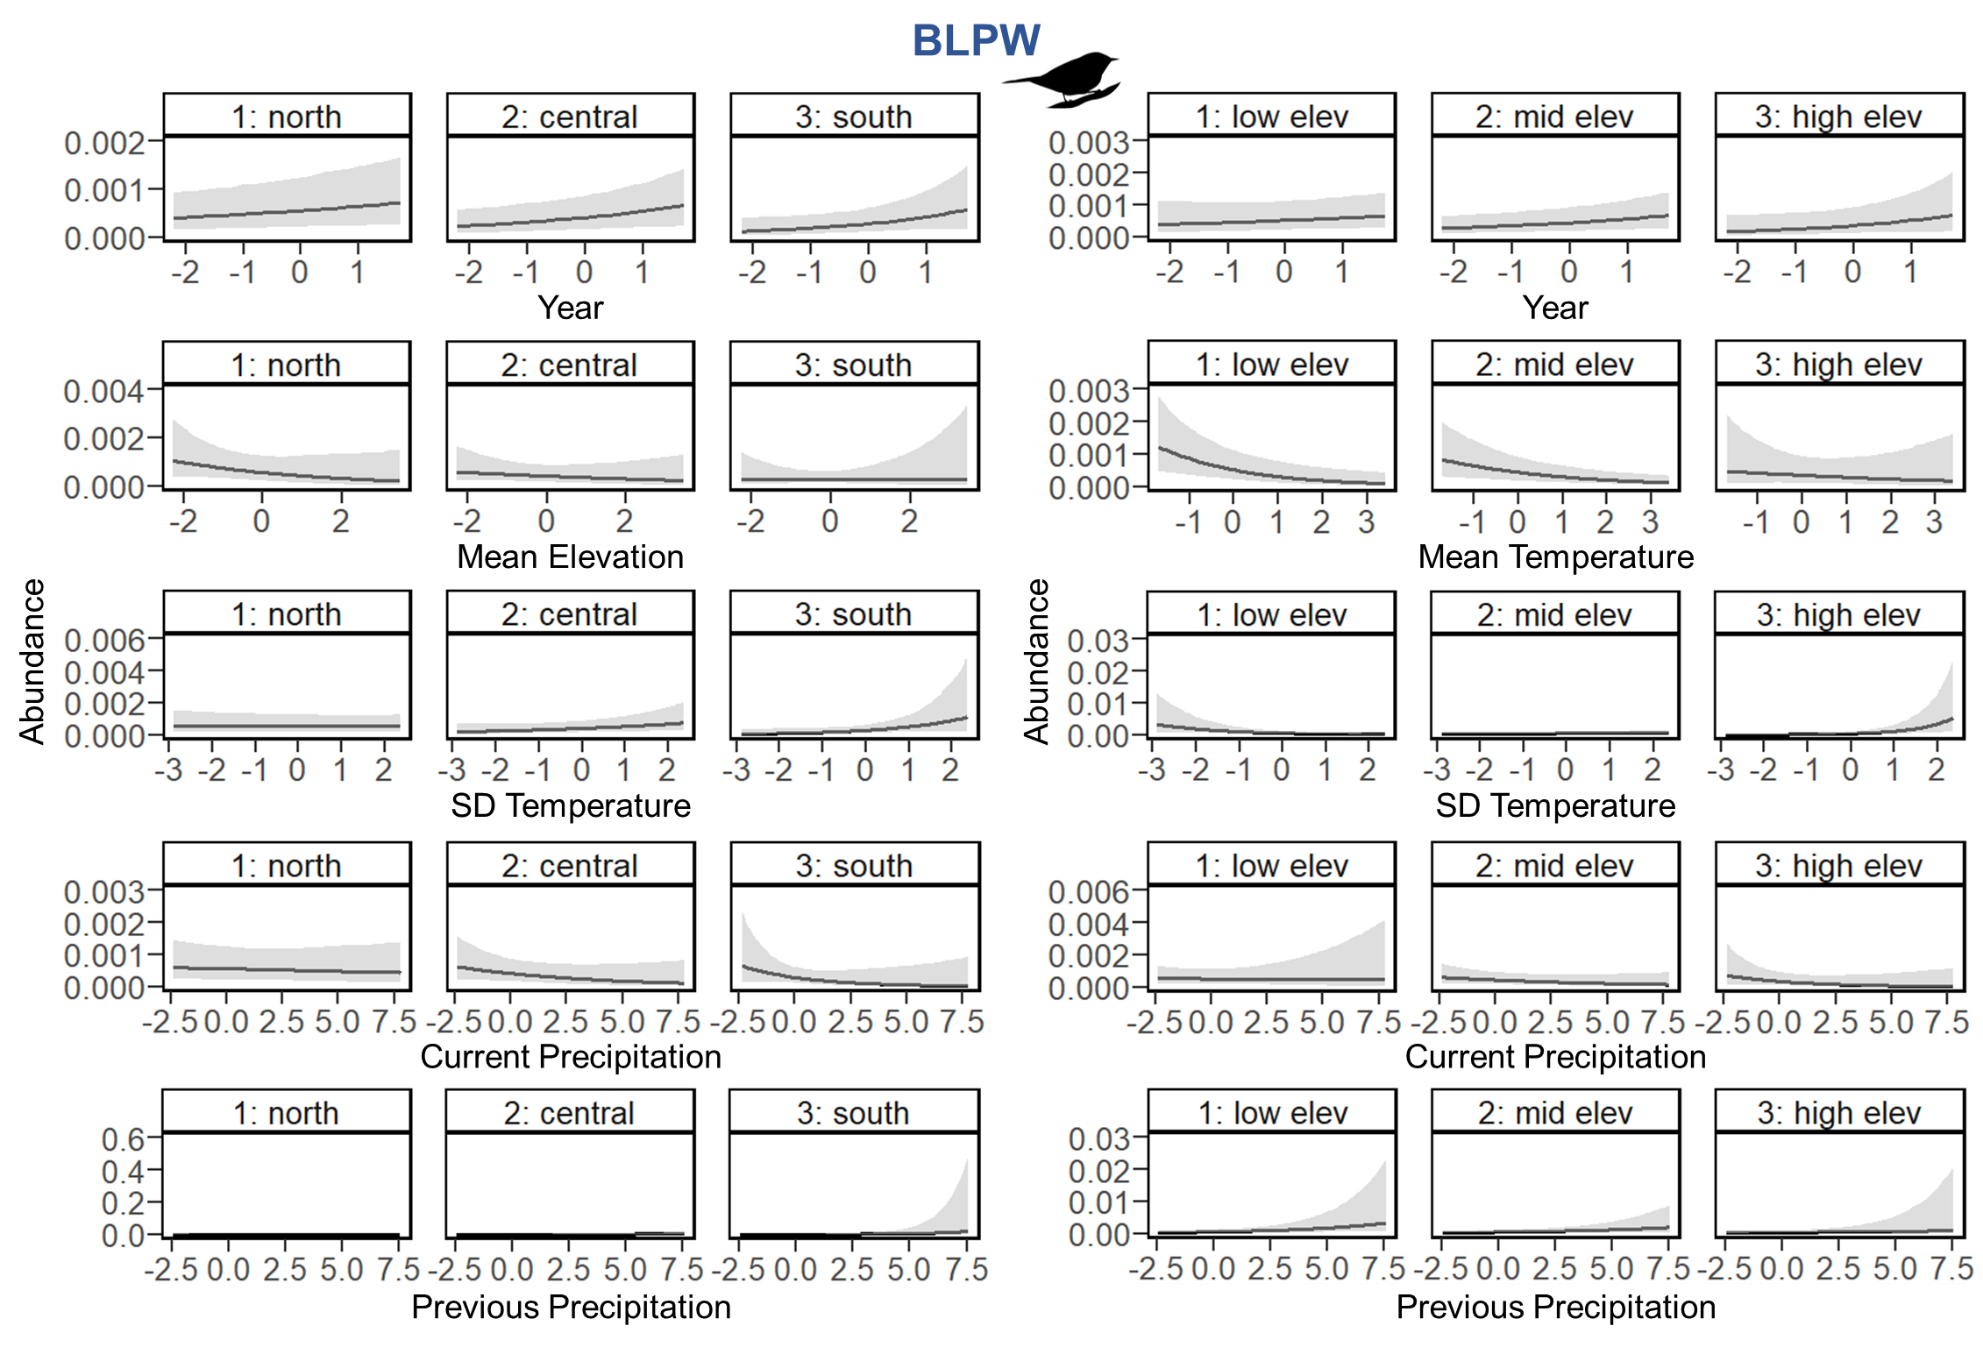 BLPW
1: north 2: central 3: south 1: low elev 2: mid elev 3: high elev
0.002 0.003
0.001 0.002
0.000 0.001
0.000
-2 -1 0 1 -2 -1 0 1 -2 -1 0 1 -2 -1 0 1 -2 -1 0 1 -2 -1 0 1
Year Year
1: north 2: central 3: south 1: low elev 2: mid elev 3: high elev
0.004 0.003
0.002 0.002
0.000 0.001
0.000
-2 0 2 -2 0 2 -2 0 2 -1 0 1 2 3 -1 0 1 2 3 -1 0 1 2 3
Mean Elevation Mean Temperature
Abundance Abundance
1: north 2: central 3: south 1: low elev 2: mid elev 3: high elev
0.006 0.03
0.004 0.02
0.002 0.01
0.000 0.00
-3 -2 -1 0 1 2 -3 -2 -1 0 1 2 -3 -2 -1 0 1 2 -3 -2 -1 0 1 2 -3 -2 -1 0 1 2 -3 -2 -1 0 1 2
SD Temperature SD Temperature
1: north 2: central 3: south 1: low elev 2: mid elev 3: high elev
0.003 0.006
0.002 0.004
0.001 0.002
0.000 0.000
-2.5 0.0 2.5 5.0 7.5 -2.5 0.0 2.5 5.0 7.5 -2.5 0.0 2.5 5.0 7.5 -2.5 0.0 2.5 5.0 7.5 -2.5 0.0 2.5 5.0 7.5 -2.5 0.0 2.5 5.0 7.5
Current Precipitation Current Precipitation
1: north 2: central 3: south 1: low elev 2: mid elev 3: high elev
0.6 0.03
0.4 0.02
0.2 0.01
0.0 0.00
-2.5 0.0 2.5 5.0 7.5 -2.5 0.0 2.5 5.0 7.5 -2.5 0.0 2.5 5.0 7.5 -2.5 0.0 2.5 5.0 7.5 -2.5 0.0 2.5 5.0 7.5 -2.5 0.0 2.5 5.0 7.5
Previous Precipitation Previous Precipitation